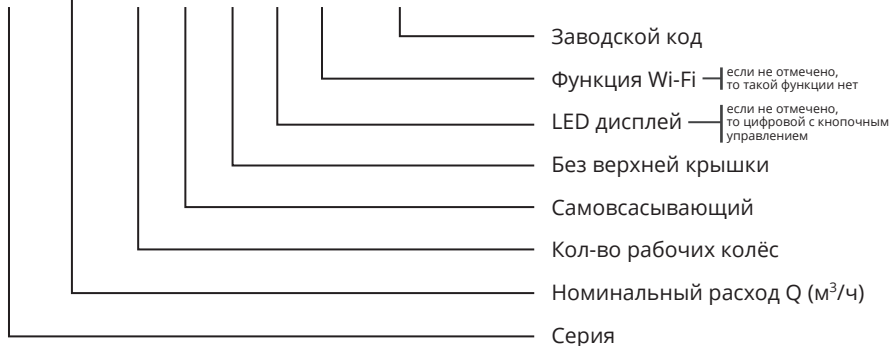 Заводской код
Функция Wi-Fi
если не отмечено,
то такой функции нет
LED дисплей
если не отмечено,
то цифровой с кнопочным
управлением
Без верхней крышки
Самовсасывающий
Кол-во рабочих колёс
Номинальный расход Q (м³/ч)
Серия